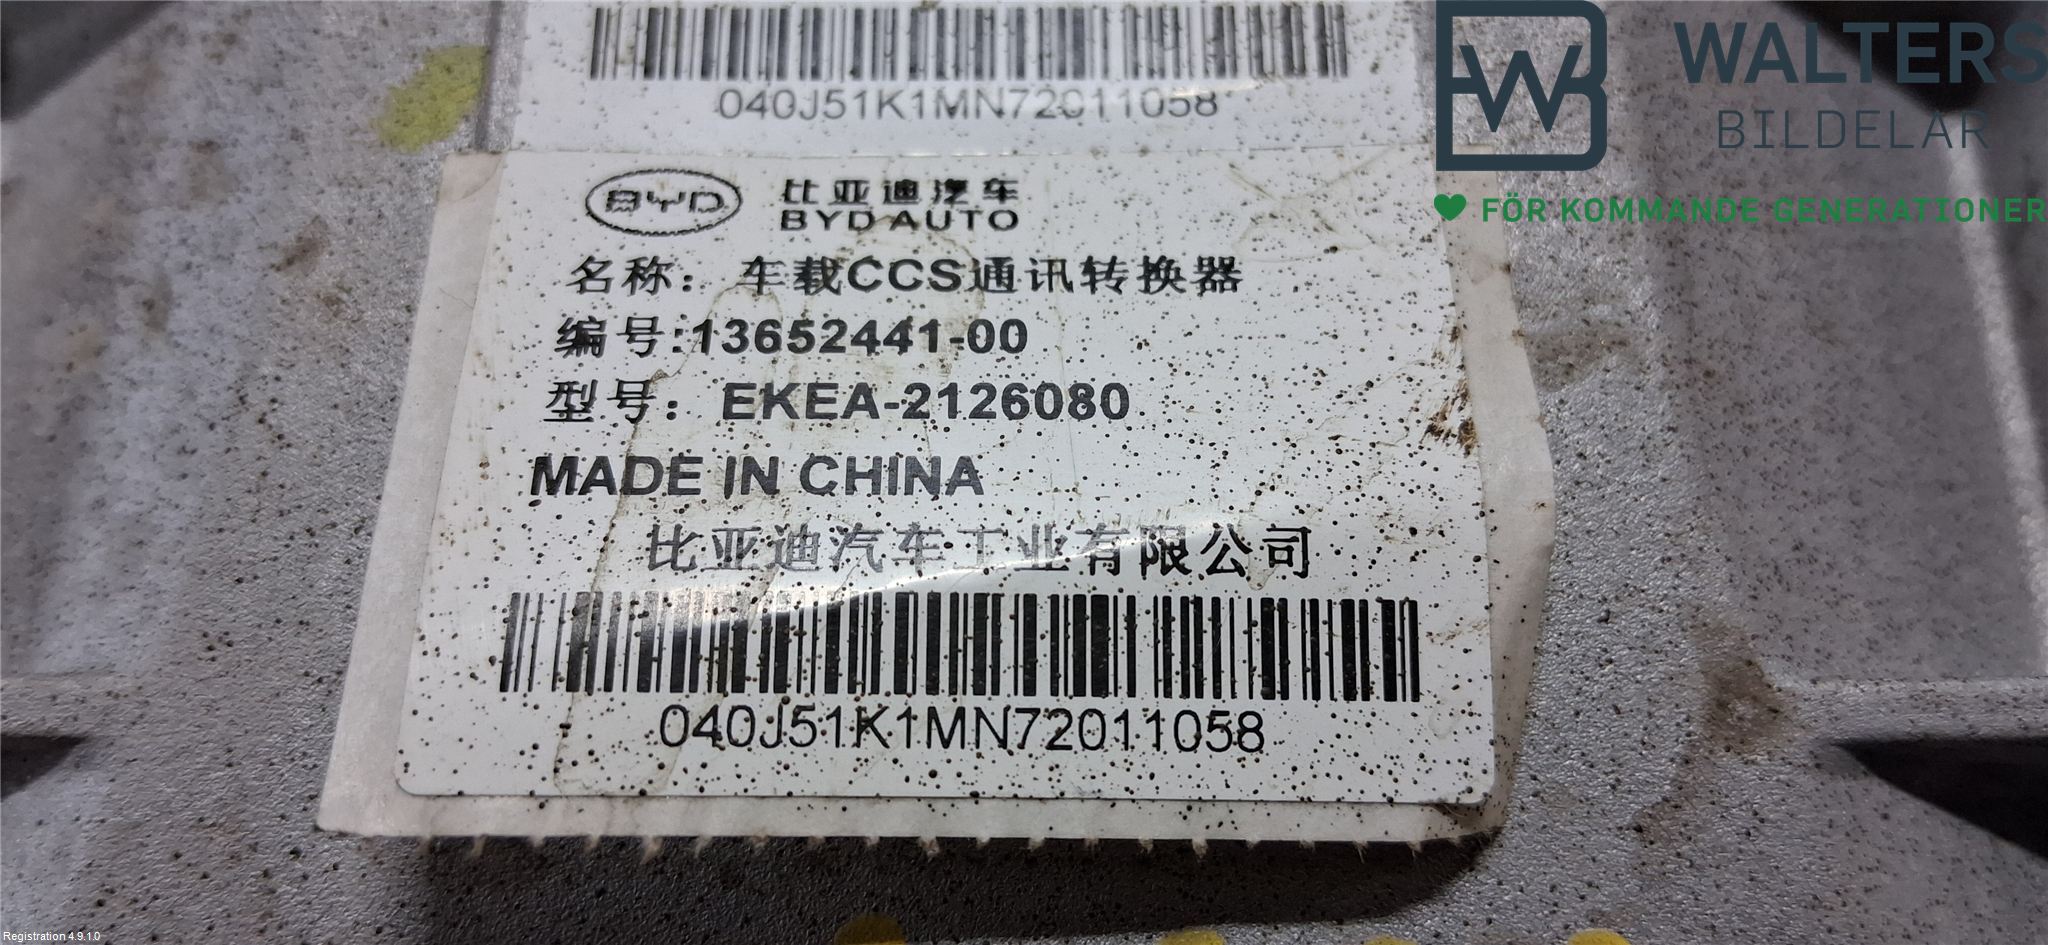 040J51K1MN72011058
WALTERS
BILDELAR
FÖR KOMMANDE GENERATIONER
BYD 比亚迪汽车
BYD AUTO
名称：车载CCS通讯转换器
编号:13652441-00
型号：EKEA-2126080
MADE IN CHINA
比亚迪汽车工业有限公司
040J51K1MN72011058
Registration 4.9.1.0